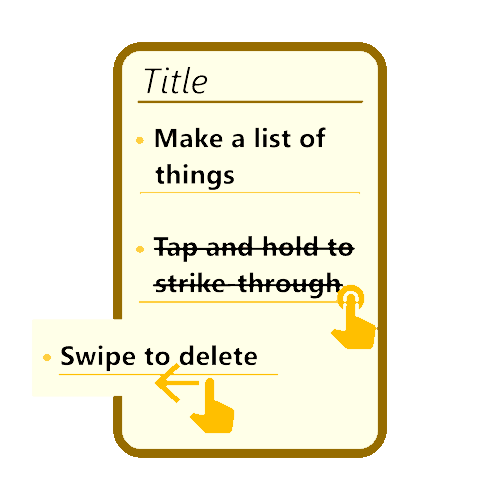 Title
Make a list of
things
Tap and hold to
strike-through
Swipe to delete